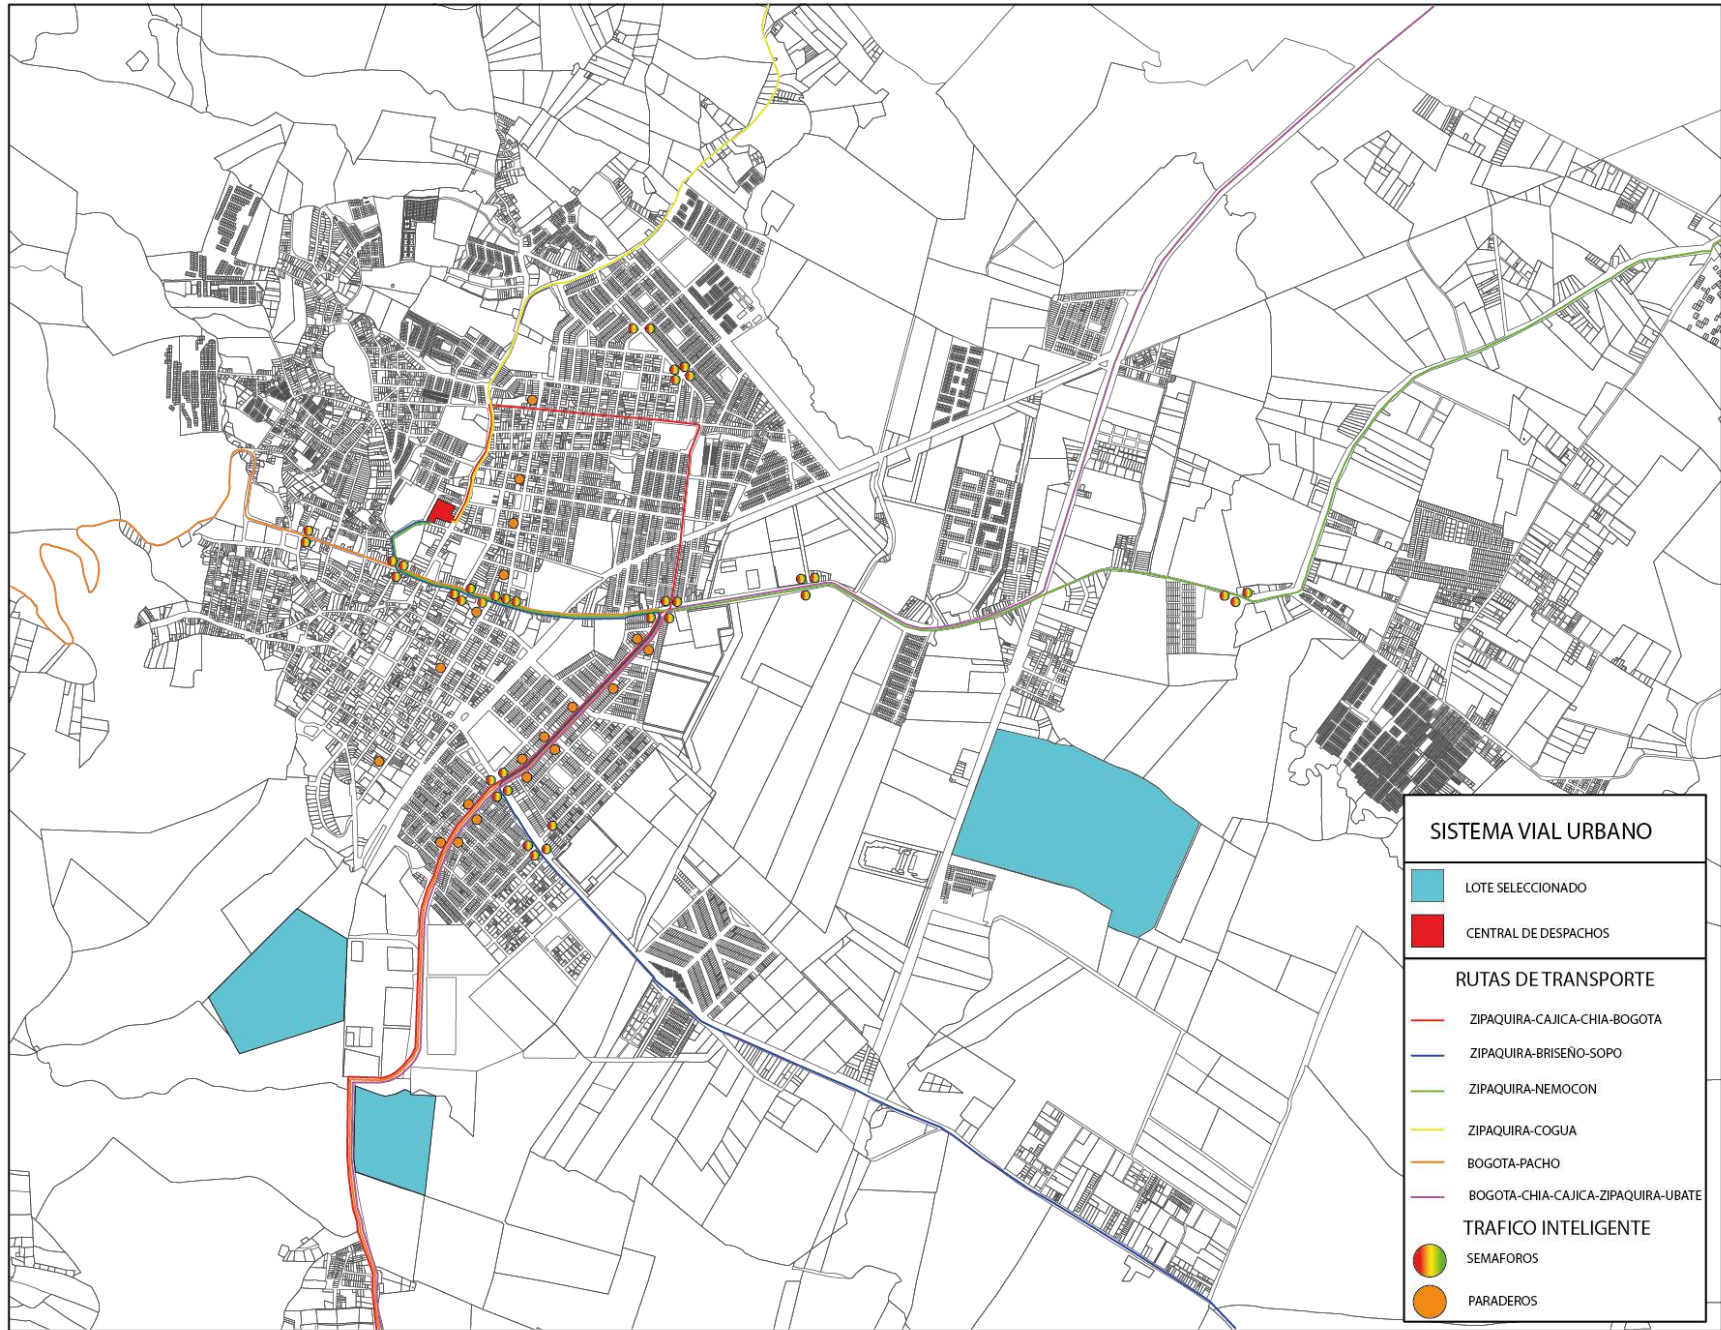 SISTEMA VIAL URBANO
LOTE SELECCIONADO
CENTRAL DE DESPACHOS
RUTAS DE TRANSPORTE
ZIPAQUIRA-CAJICA-CHIA-BOGOTA
ZIPAQUIRA-BRISEÑO-SOPO
ZIPAQUIRA-NEMOCON
ZIPAQUIRA-COGUA
BOGOTA-PACHO
BOGOTA-CHIA-CAJICA-ZIPAQUIRA-UBATE
TRAFICO INTELIGENTE
SEMAFOROS
PARADEROS